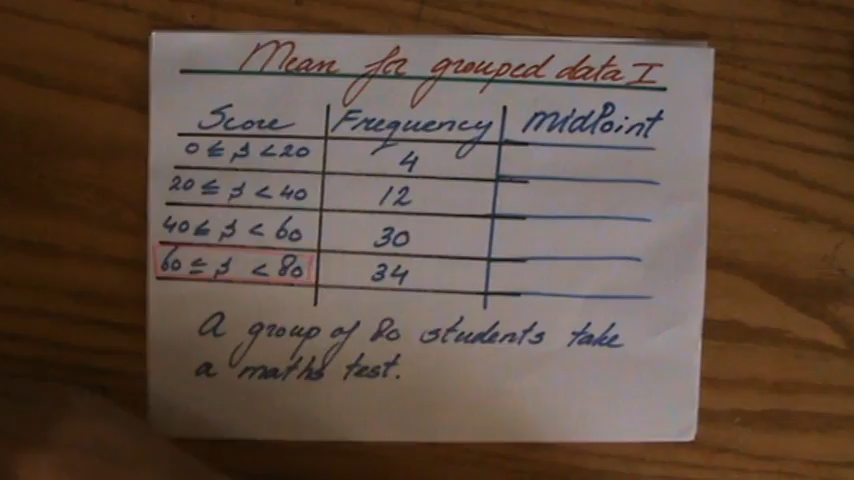 Mean for grouped data I
Score Frequency MidPoint
0 ≤ s < 20 4
20 ≤ s < 40 12
40 ≤ s < 60 30
60 ≤ s < 80 34
A group of 80 students take
a maths test.